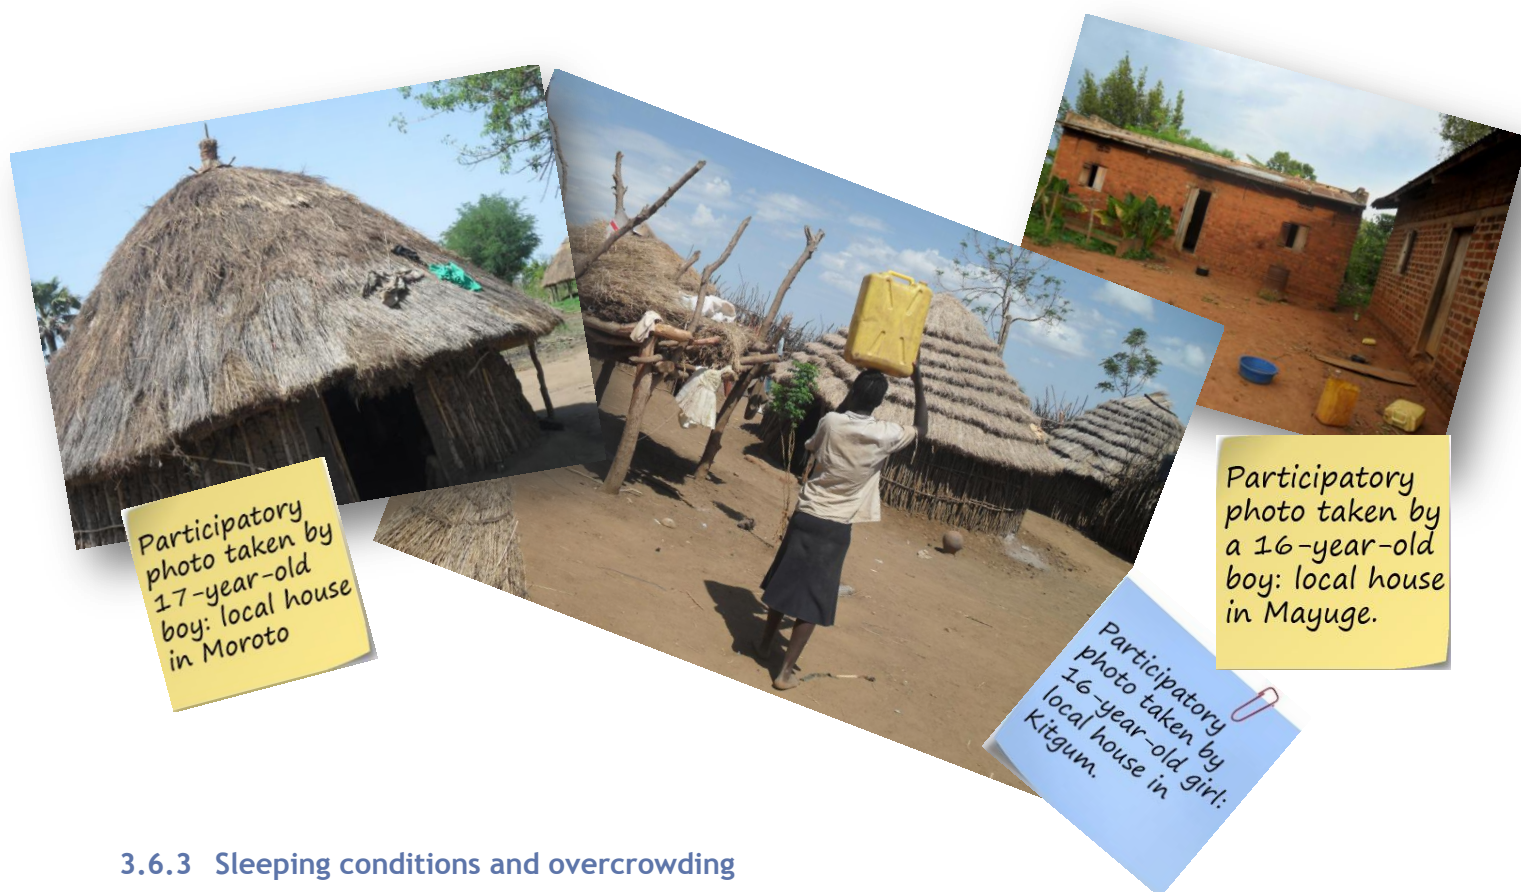 Participatory
photo taken by
17-year-old
boy: local house
in Moroto
Participatory
photo taken by
16-year-old girl:
local house in
Kitgum.
Participatory
photo taken by
a 16-year-old
boy: local house
in Mayuge.
3.6.3 Sleeping conditions and overcrowding